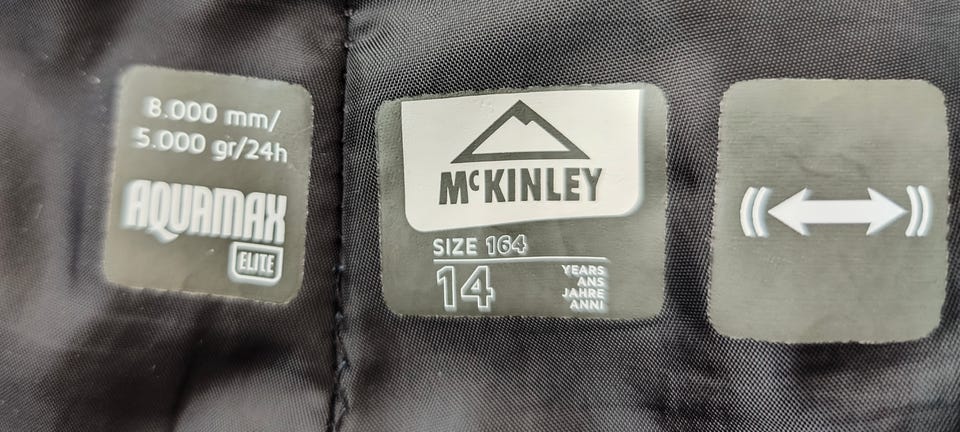 8.000 mm/
5.000 gr/24h
AQUAMAX
ELITE
McKINLEY
SIZE 164
14
YEARS
ANS
JAHRE
ANNI